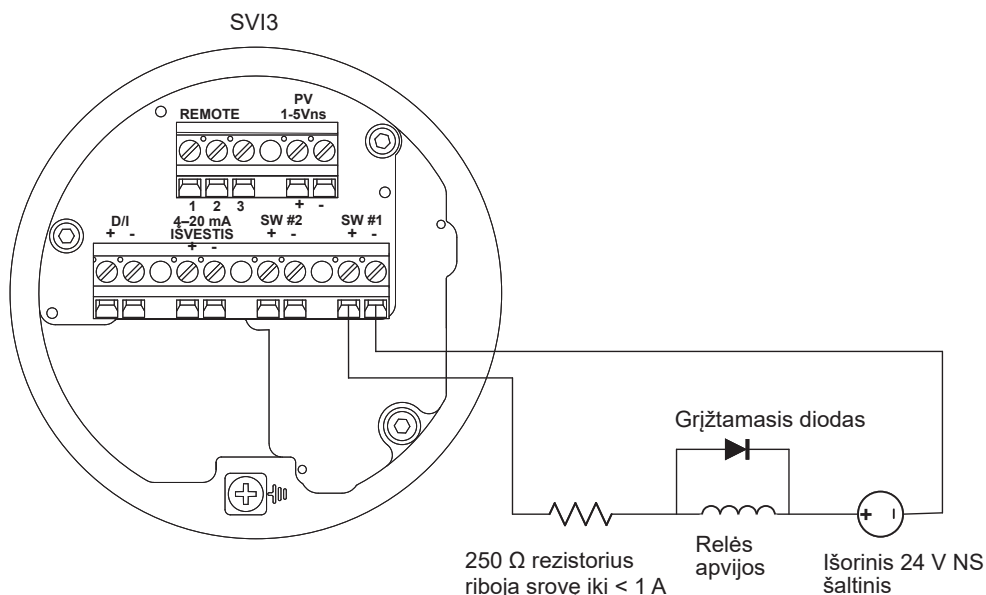 SVI3
PV
REMOTE 1-5Vns
1 2 3 + -
D/I 4–20 mA SW #2 SW #1
+ - IŠVESTIS + - + -
+ -
Grįžtamasis diodas
+ –
250 Ω rezistorius
riboja srovę iki < 1 A
Relės
apvijos
Išorinis 24 V NS
šaltinis